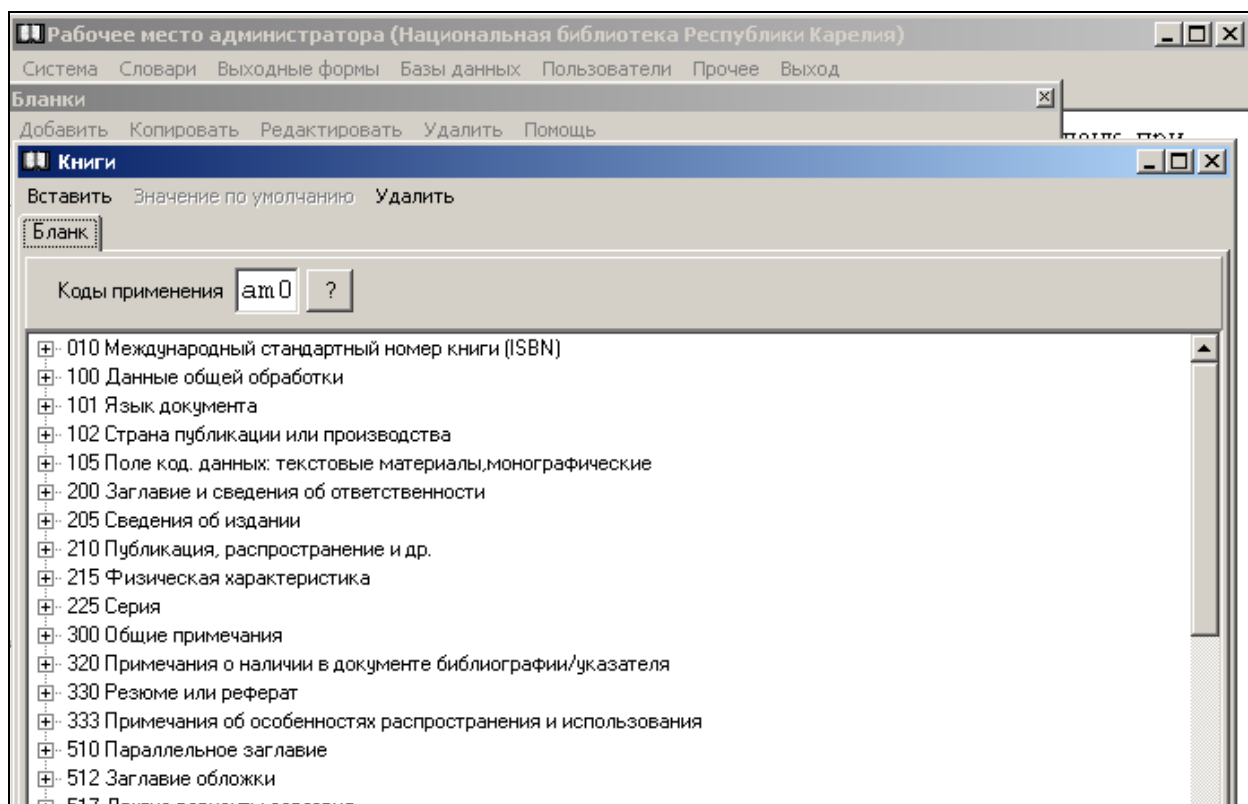 Рабочее место администратора (Национальная библиотека Республики Карелия)
Система Словари Выходные формы Базы данных Пользователи Прочее Выход
Бланки
Добавить Копировать Редактировать Удалить Помощь
Книги
Вставить Значение по умолчанию Удалить
Бланк
Коды применения am0 ?
010 Международный стандартный номер книги (ISBN)
100 Данные общей обработки
101 Язык документа
102 Страна публикации или производства
105 Поле код. данных: текстовые материалы,монографические
200 Заглавие и сведения об ответственности
205 Сведения об издании
210 Публикация, распространение и др.
215 Физическая характеристика
225 Серия
300 Общие примечания
320 Примечания о наличии в документе библиографии/указателя
330 Резюме или реферат
333 Примечания об особенностях распространения и использования
510 Параллельное заглавие
512 Заглавие обложки